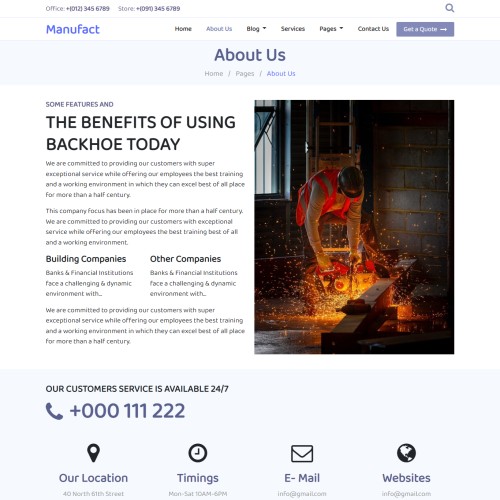 Office: +(012) 345 6789 Store: +(091) 345 6789
Manufact Home About Us Blog Services Pages Contact Us Get a Quote
About Us
Home / Pages / About Us
SOME FEATURES AND
THE BENEFITS OF USING
BACKHOE TODAY
We are committed to providing our customers with super
exceptional service while offering our employees the best training
and a working environment in which they can excel best of all place
for more than a half century.
This company focus has been in place for more than a half century.
We are committed to providing our customers with exceptional
service while offering our employees the best training best of all
and a working environment.
Building Companies
Banks & Financial Institutions
face a challenging & dynamic
environment with...
Other Companies
Banks & Financial Institutions
face a challenging & dynamic
environment with...
We are committed to providing our customers with super
exceptional service while offering our employees the best training
and a working environment in which they can excel best of all place
for more than a half century.
OUR CUSTOMERS SERVICE IS AVAILABLE 24/7
+000 111 222
Our Location
40 North 61th Street
Timings
Mon-Sat 10AM-6PM
E- Mail
info@gmail.com
Websites
info@gmail.com